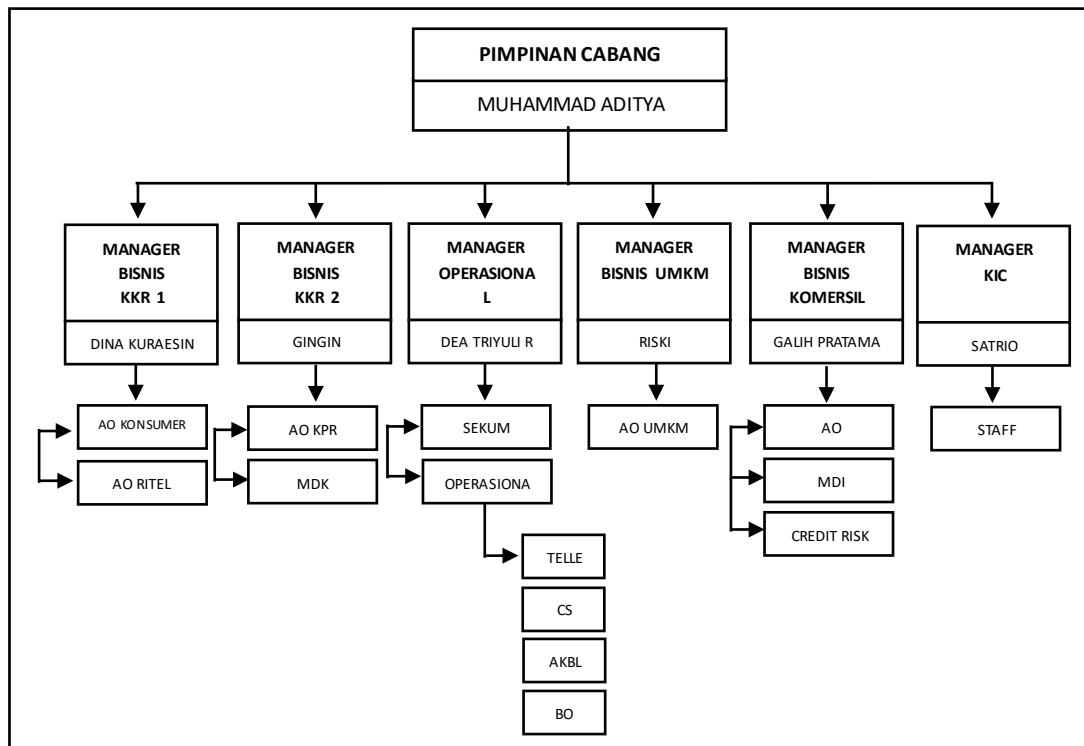 PIMPINAN CABANG
MUHAMMAD ADITYA
MANAGER
BISNIS
KKR 1
DINA KURAESIN
MANAGER
BISNIS
KKR 2
GINGIN
MANAGER
OPERASIONA
L
DEA TRIYULI R
MANAGER
BISNIS UMKM
RISKI
MANAGER
BISNIS
KOMERSIL
GALIH PRATAMA
MANAGER
KIC
SATRIO
AO KONSUMER
AO RITEL
AO KPR
MDK
SEKUM
OPERASIONA
TELLE
CS
AKBL
BO
AO UMKM
AO
MDI
CREDIT RISK
STAFF